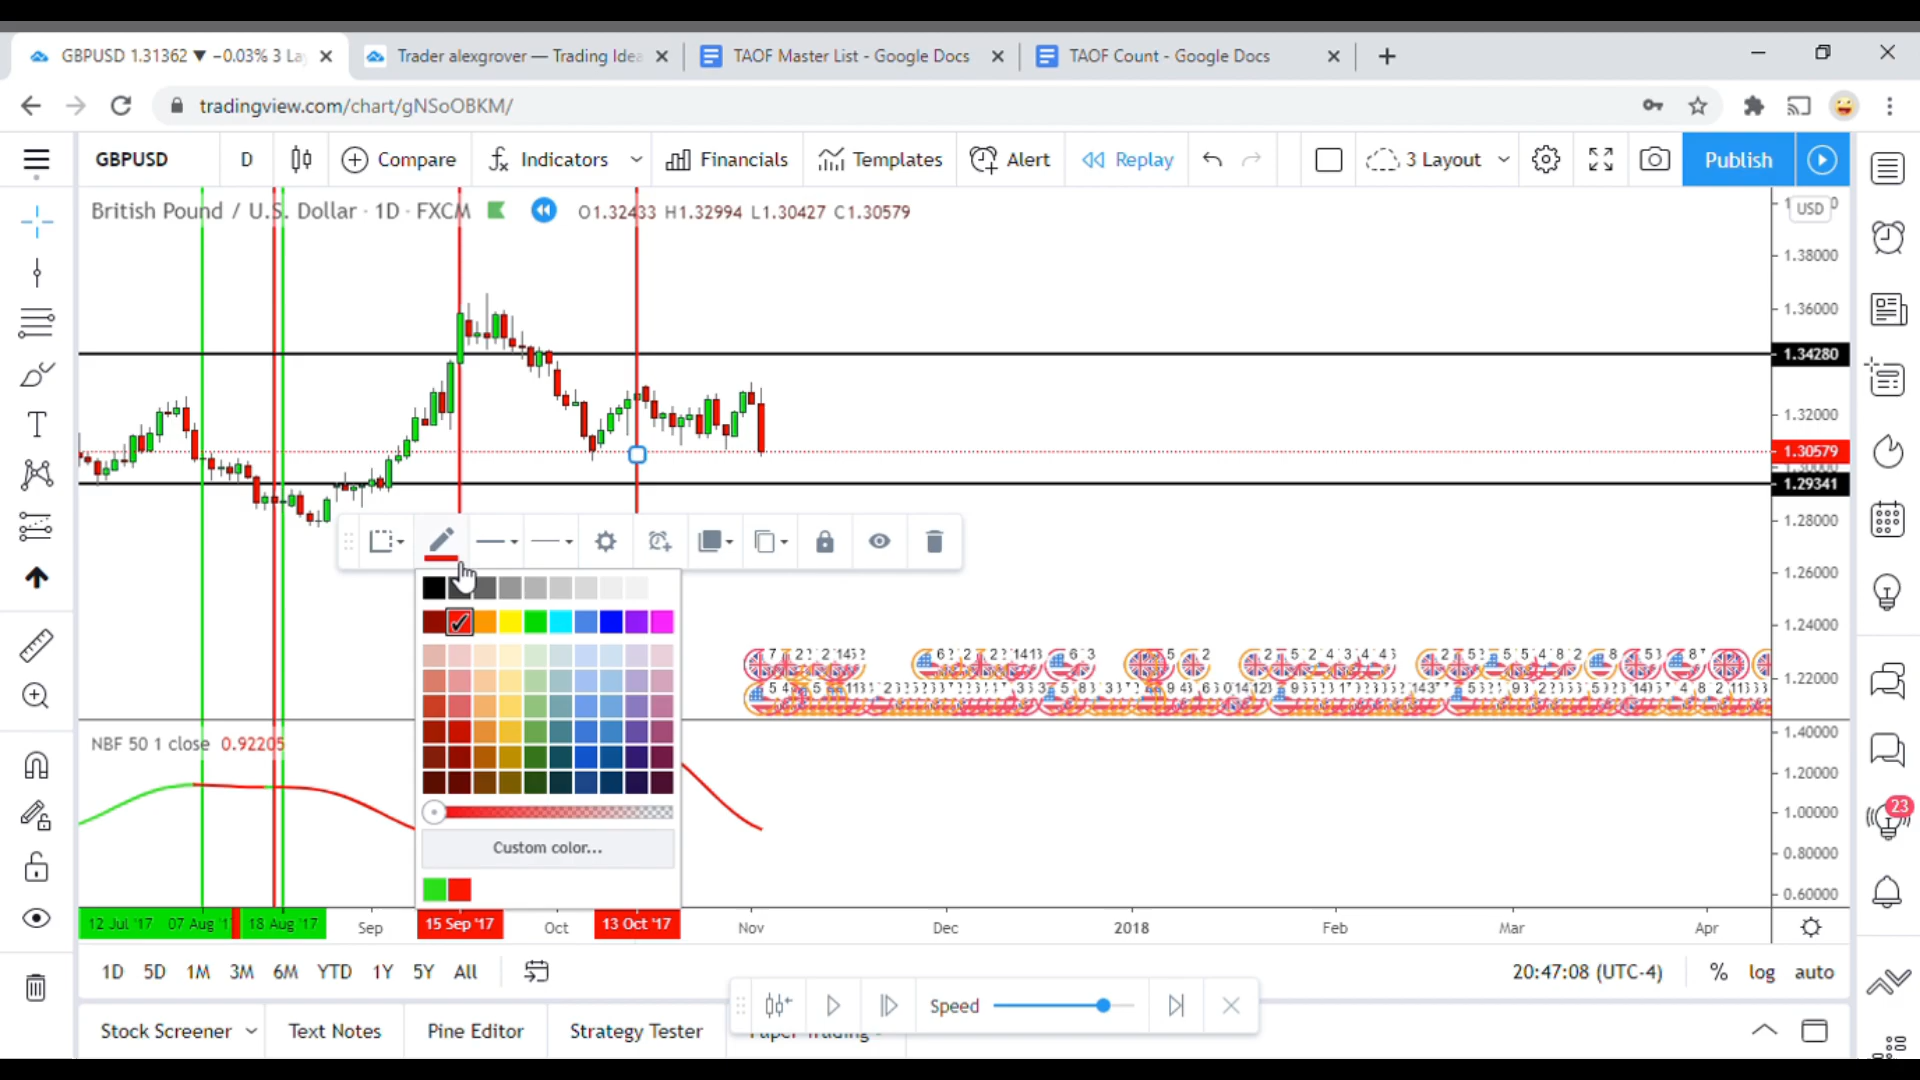 GBPUSD 1.31362 ▼ −0.03% 3 La
Trader alexgrover — Trading Idea
TAOF Master List - Google Docs
TAOF Count - Google Docs
tradingview.com/chart/gNSoOBKM/
GBPUSD D Compare Indicators Financials Templates Alert Replay 3 Layout Publish
British Pound / U.S. Dollar · 1D · FXCM O1.32433 H1.32994 L1.30427 C1.30579
USD
1.38000
1.36000
1.34280
1.32000
1.30579
1.29341
1.28000
1.26000
1.24000
1.22000
NBF 50 1 close 0.92205
1.40000
1.20000
1.00000
0.80000
0.60000
Custom color...
23
12 Jul '17 07 Aug '1 18 Aug '17 Sep 15 Sep '17 Oct 13 Oct '17 Nov Dec 2018 Feb Mar Apr
1D 5D 1M 3M 6M YTD 1Y 5Y All 20:47:08 (UTC-4) % log auto
Speed
Stock Screener Text Notes Pine Editor Strategy Tester Paper Trading